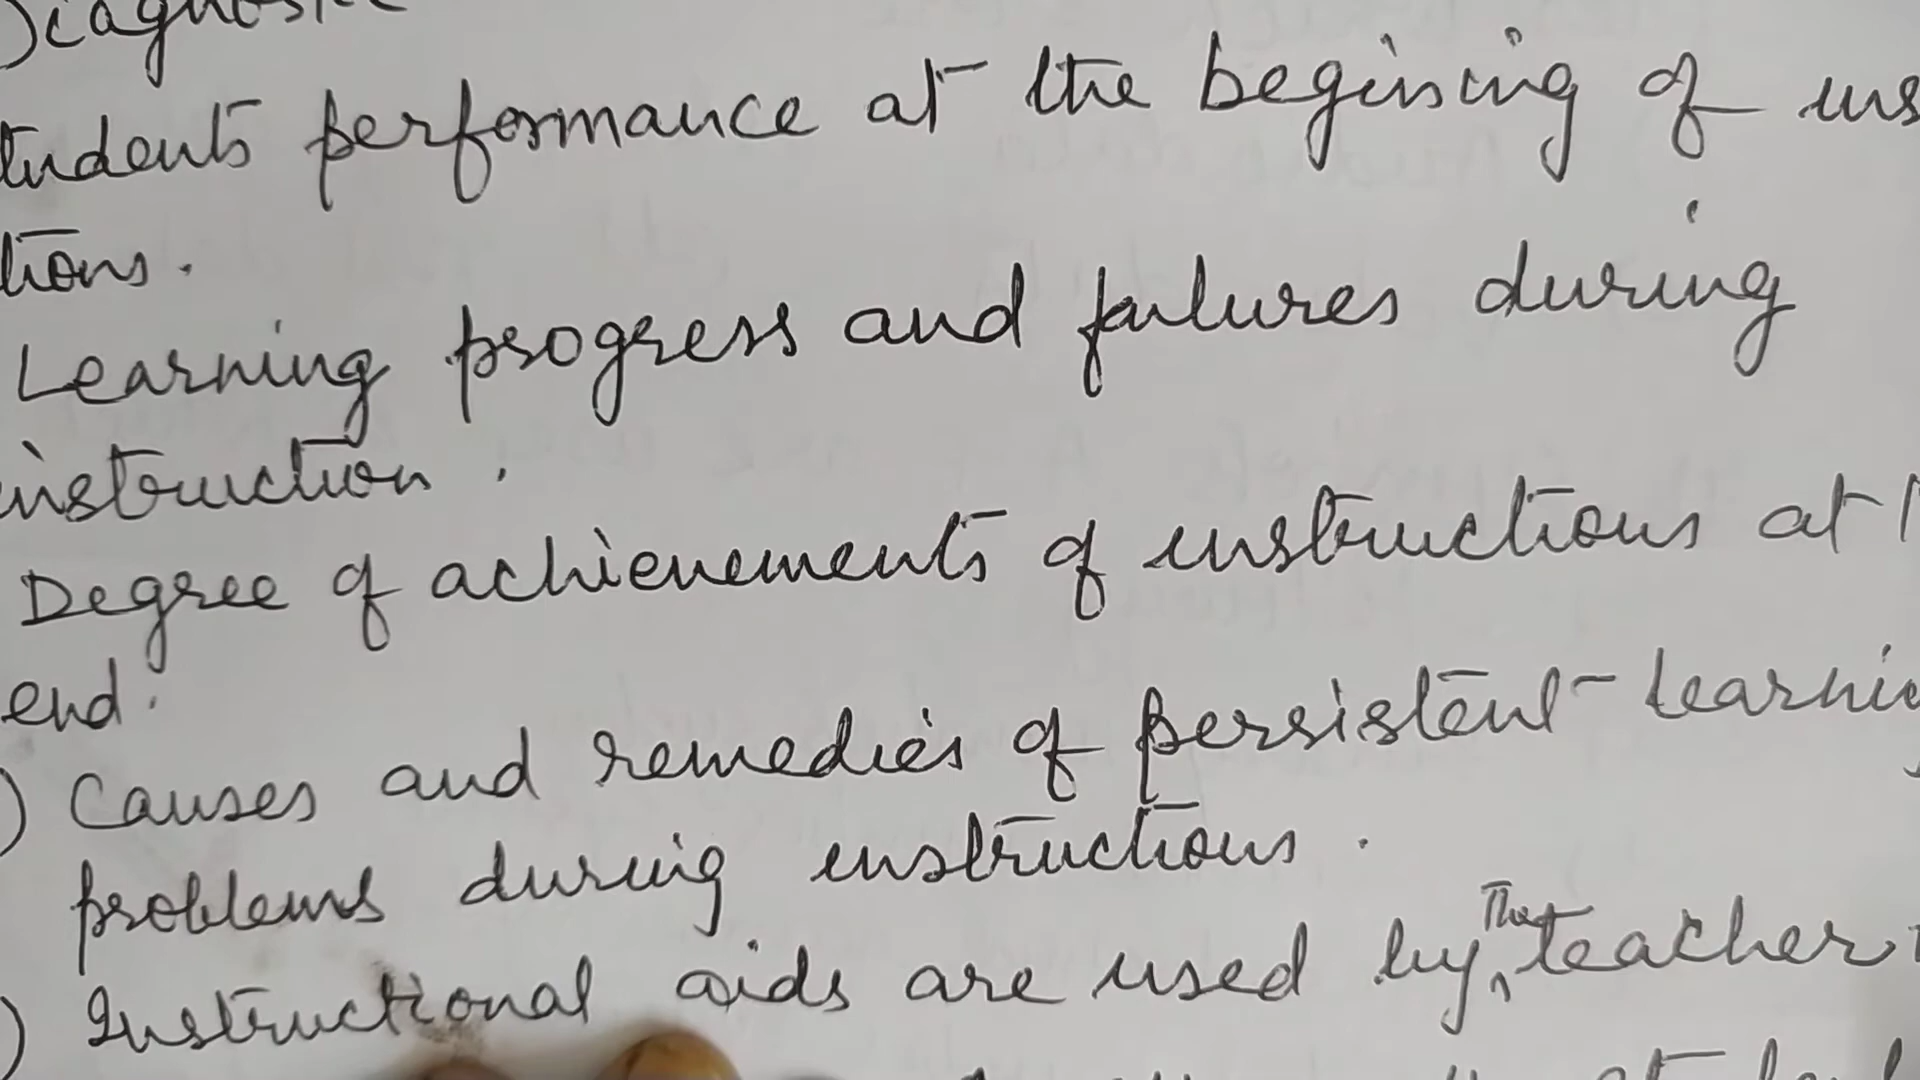 tudents performance at the begining of ins
tions.
Learning progress and failures during
instruction.
Degree of achievements of instructions at
end.
) Causes and remedies of persistent learnin
problems during instructions.
) Instructional aids are used by The teacher